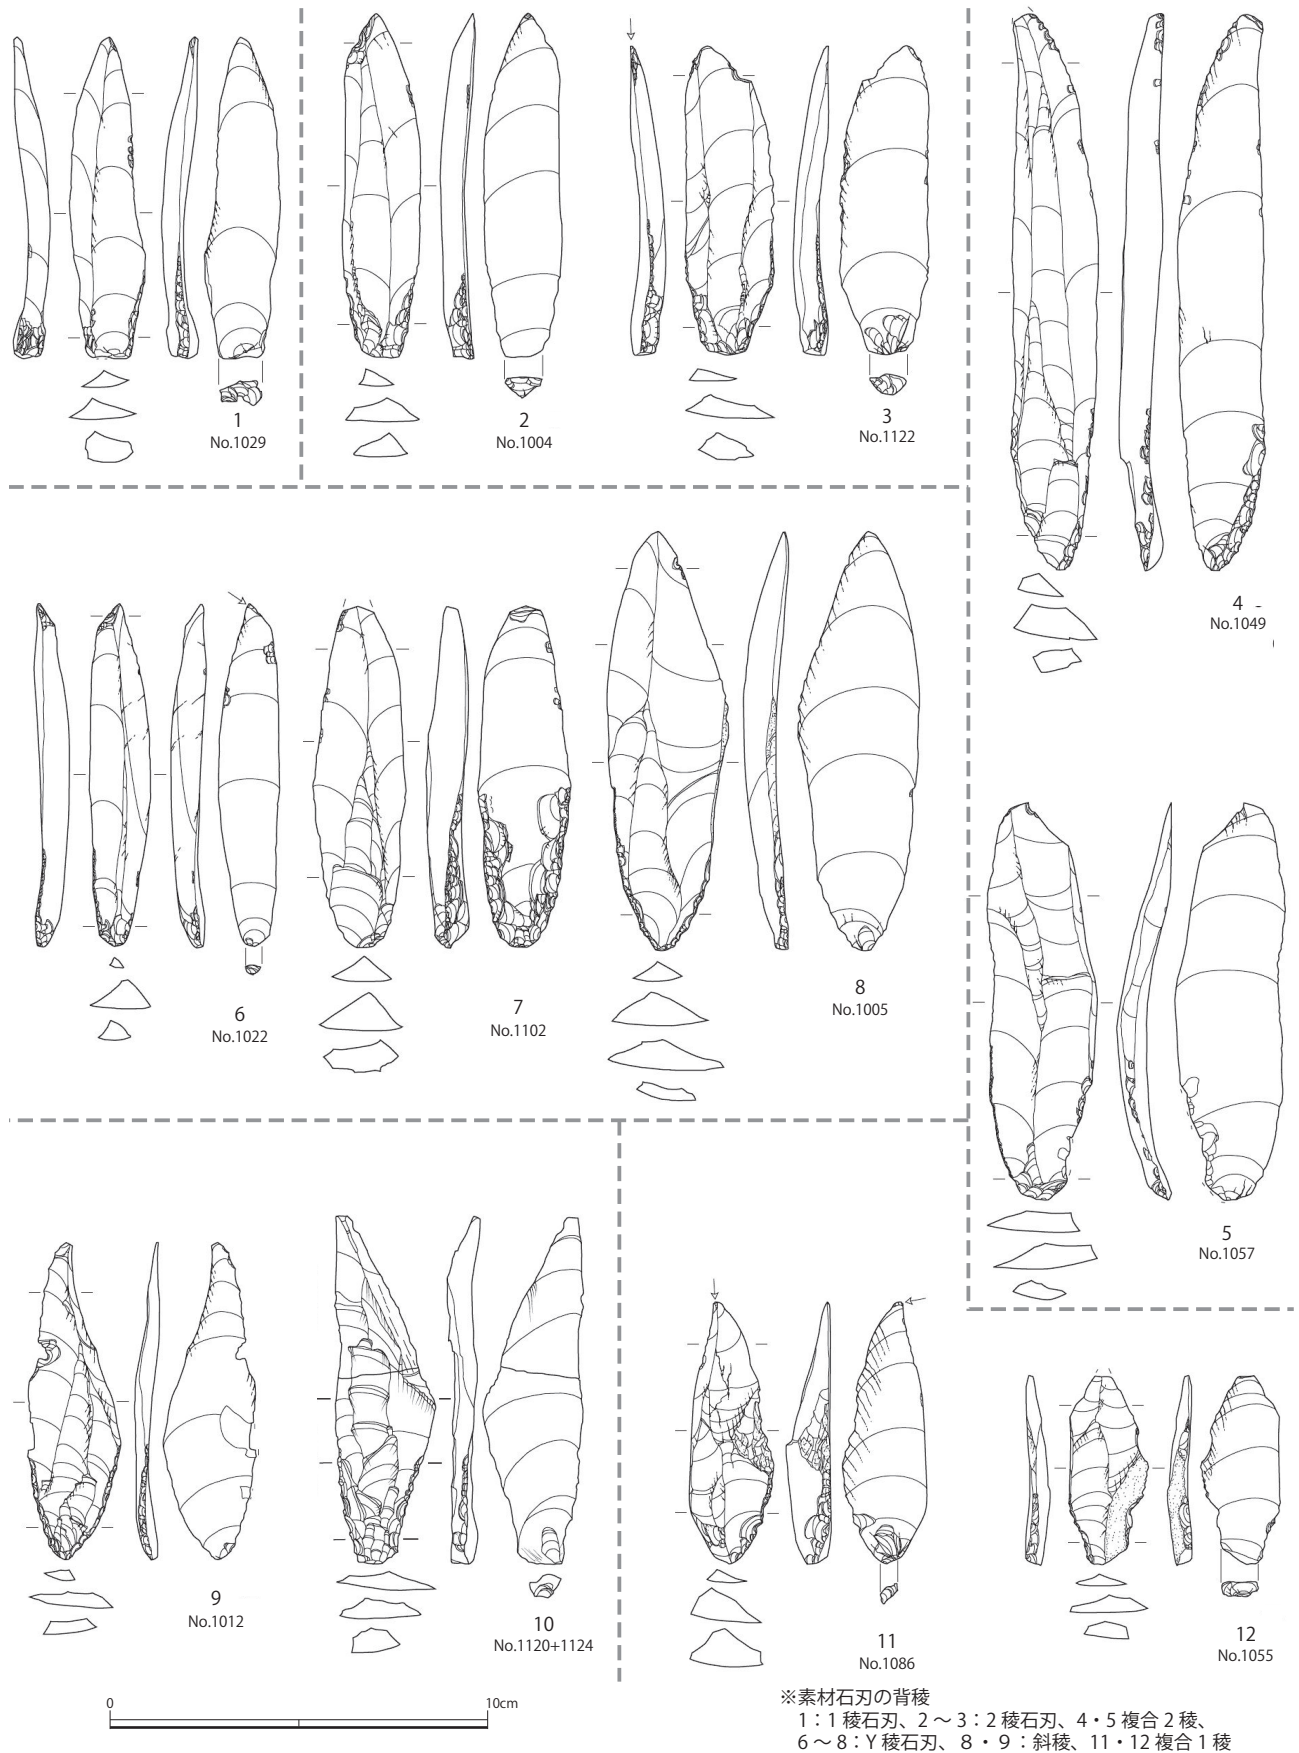 1
No.1029
2
No.1004
3
No.1122
4
No.1049
5
No.1057
6
No.1022
7
No.1102
8
No.1005
9
No.1012
10
No.1120+1124
11
No.1086
12
No.1055
0 10cm
※素材石刃の背稜
1：1 稜石刃、2 ～ 3：2 稜石刃、4・5 複合 2 稜、
6 ～ 8：Y 稜石刃、８・９：斜稜、11・12 複合 1 稜